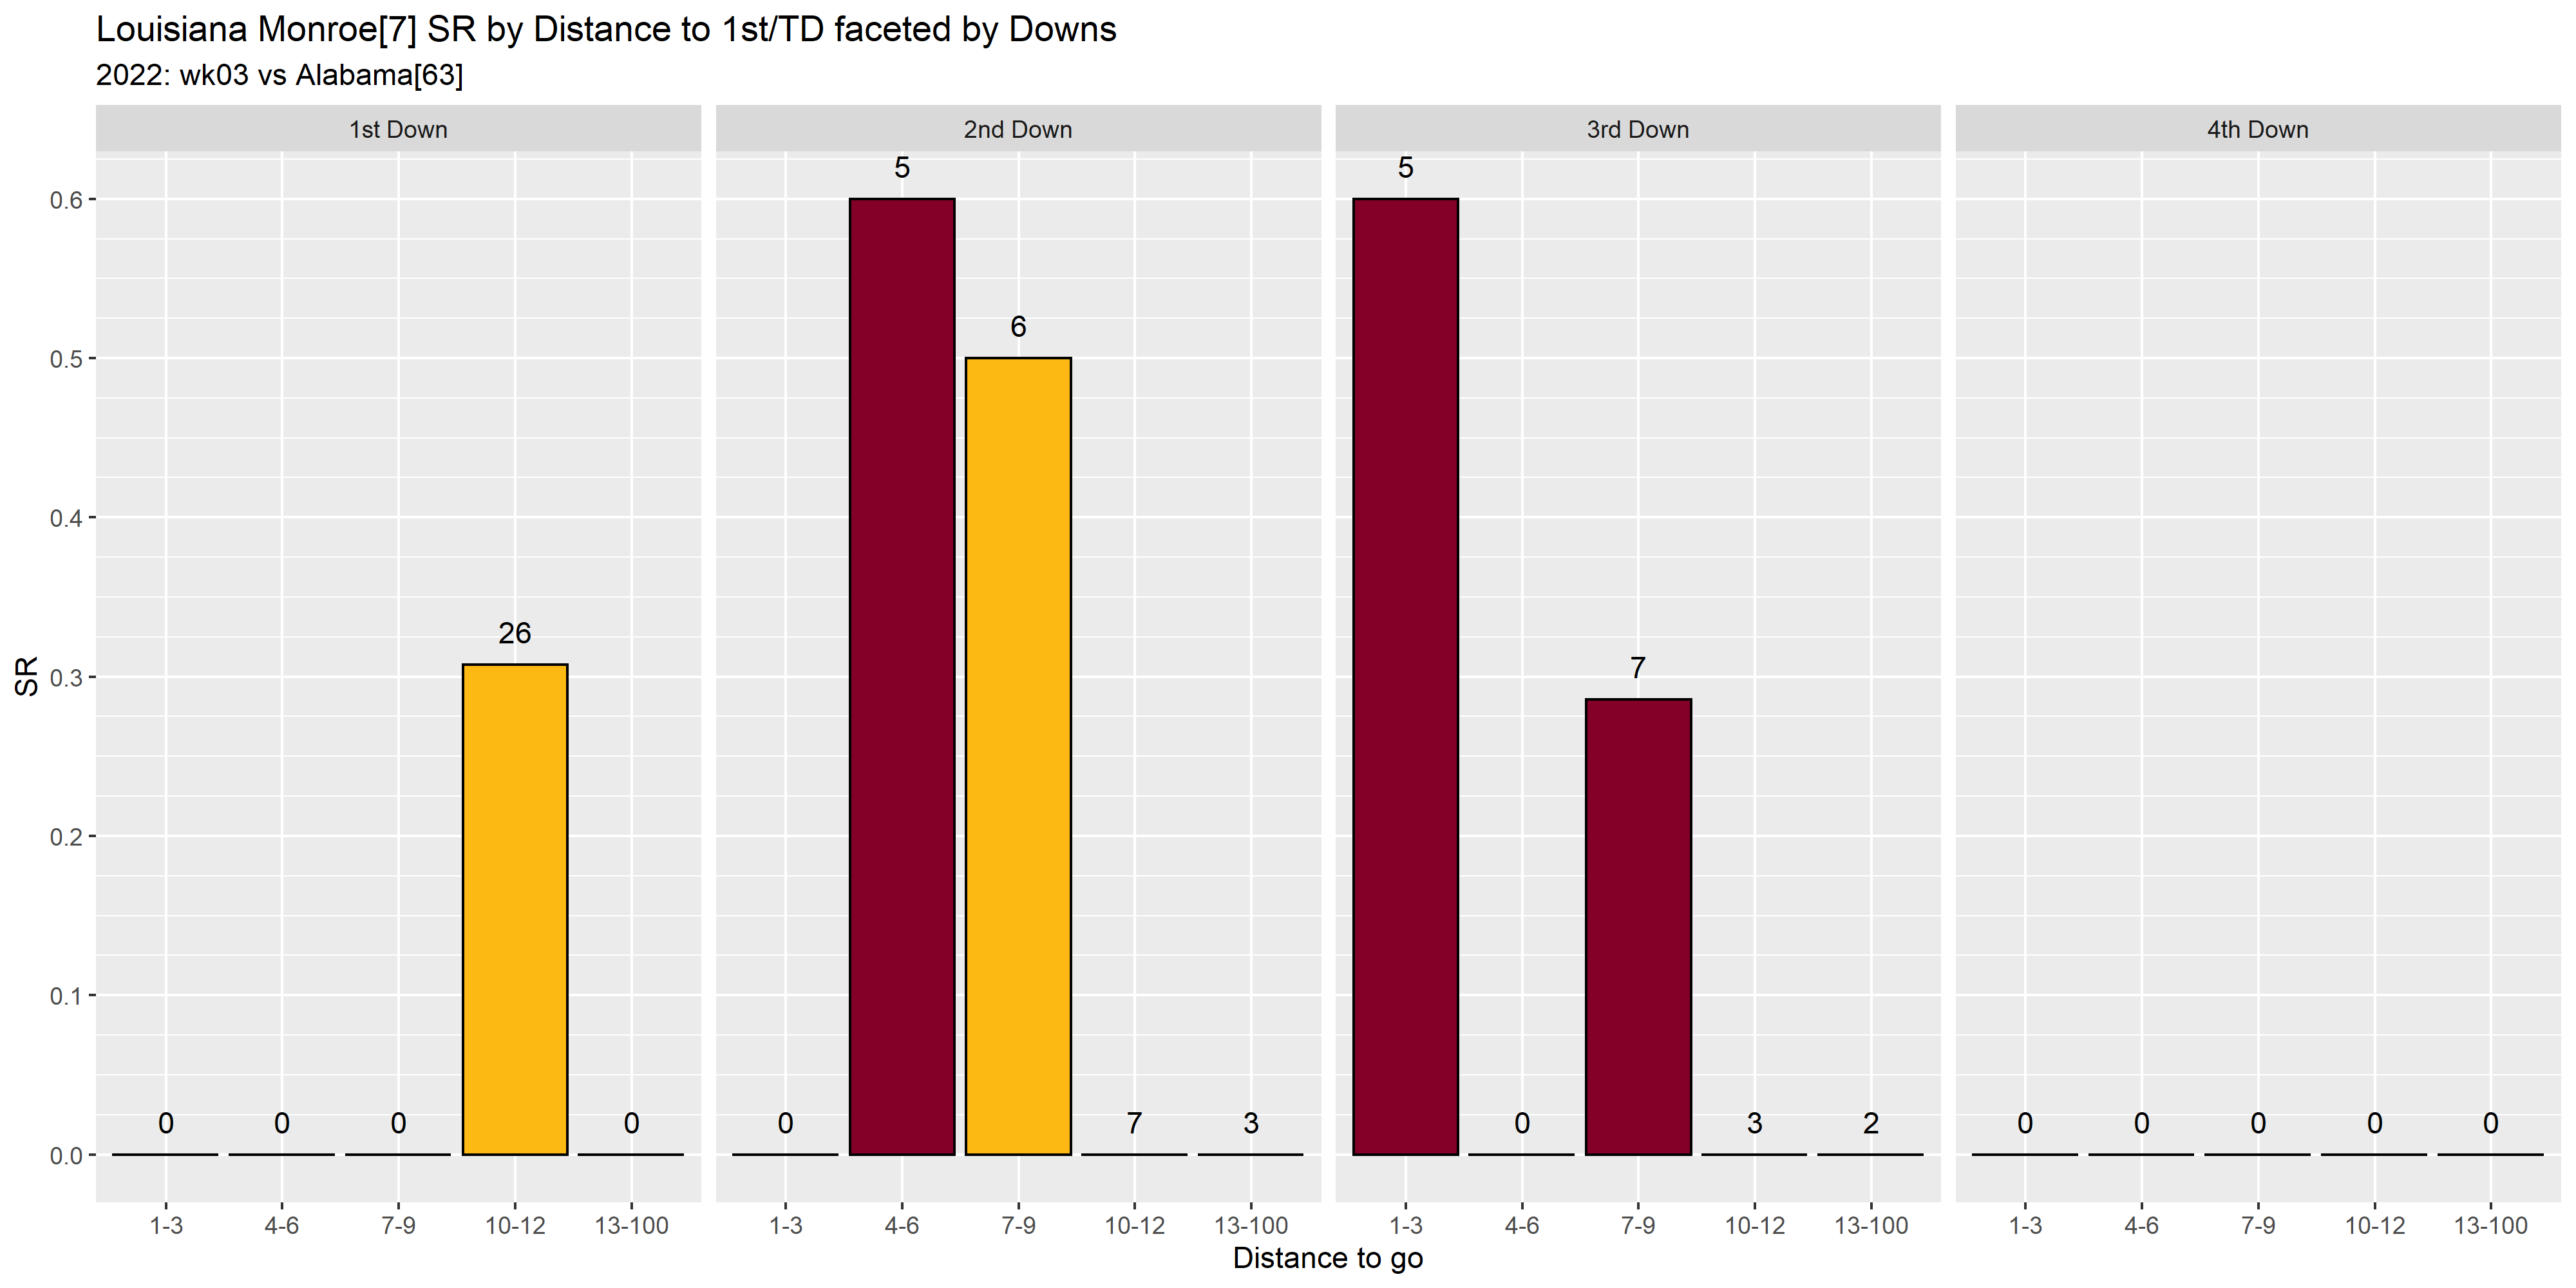 Louisiana Monroe[7] SR by Distance to 1st/TD faceted by Downs
2022: wk03 vs Alabama[63]
1st Down 2nd Down 3rd Down 4th Down
5 5
0.6
6
0.5
0.4
26
7
0.3
SR
0.2
0.1
0 0 0 0 0 7 3 0 3 2 0 0 0 0 0
0.0
1-3 4-6 7-9 10-12 13-100 1-3 4-6 7-9 10-12 13-100 1-3 4-6 7-9 10-12 13-100 1-3 4-6 7-9 10-12 13-100
Distance to go